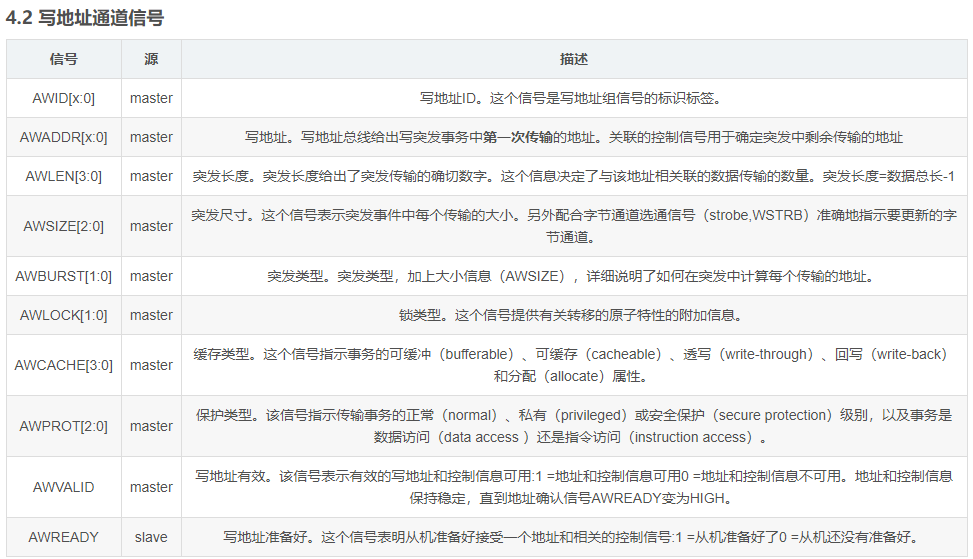 4.2 写地址通道信号
信号 源 描述
AWID[x:0] master 写地址ID。这个信号是写地址组信号的标识标签。
AWADDR[x:0] master 写地址。写地址总线给出写突发事务中第一次传输的地址。关联的控制信号用于确定突发中剩余传输的地址
AWLEN[3:0] master 突发长度。突发长度给出了突发传输的确切数字。这个信息决定了与该地址相关联的数据传输的数量。突发长度=数据总长-1
AWSIZE[2:0] master 突发尺寸。这个信号表示突发事件中每个传输的大小。另外配合字节通道选通信号（strobe,WSTRB）准确地指示要更新的字
节通道。
AWBURST[1:0] master 突发类型。突发类型，加上大小信息（AWSIZE），详细说明了如何在突发中计算每个传输的地址。
AWLOCK[1:0] master 锁类型。这个信号提供有关转移的原子特性的附加信息。
AWCACHE[3:0] master 缓存类型。这个信号指示事务的可缓冲（bufferable）、可缓存（cacheable）、透写（write-through）、回写（write-back）
和分配（allocate）属性。
AWPROT[2:0] master 保护类型。该信号指示传输事务的正常（normal）、私有（privileged）或安全保护（secure protection）级别，以及事务是
数据访问（data access ）还是指令访问（instruction access）。
AWVALID master 写地址有效。该信号表示有效的写地址和控制信息可用:1 =地址和控制信息可用0 =地址和控制信息不可用。地址和控制信息
保持稳定，直到地址确认信号AWREADY变为HIGH。
AWREADY slave 写地址准备好。这个信号表明从机准备好接受一个地址和相关的控制信号:1 =从机准备好了0 =从机还没有准备好。